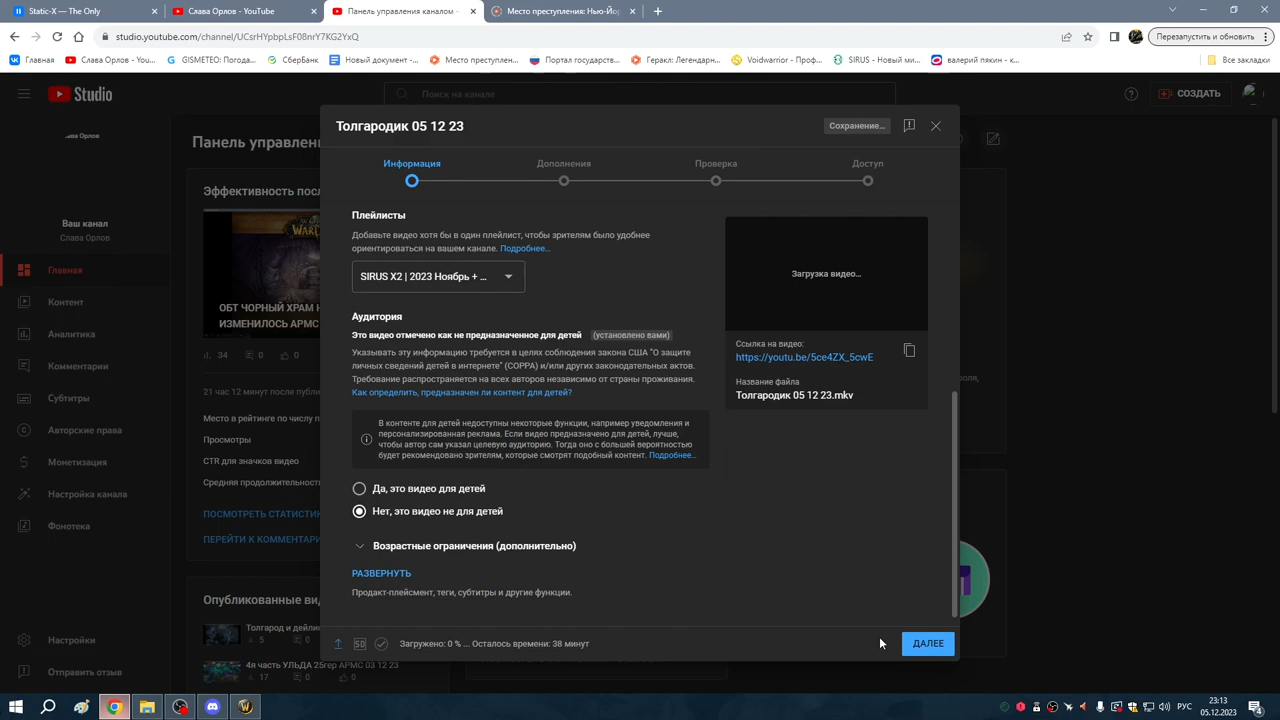 Static-X — The Only
Слава Орлов - YouTube
Панель управления каналом -
Место преступления: Нью-Йор
studio.youtube.com/channel/UCsrHYpbpLsF08nrY7KG2YxQ
Перезапустить и обновить
Главная
Слава Орлов - You...
GISMETEO: Погода...
СберБанк
Новый документ -...
Место преступлен...
Портал государств...
Геракл: Легендарн...
Voidwarrior - Проф...
SIRUS - Новый ми...
валерий пякин - к...
Все закладки
Studio
Поиск на канале
СОЗДАТЬ
Слава Орлов
Ваш канал
Слава Орлов
Главная
Контент
Аналитика
Комментарии
Субтитры
Авторские права
Монетизация
Настройка канала
Фонотека
Настройки
Отправить отзыв
Панель управлени
Эффективность посл
ОБТ ЧОРНЫЙ ХРАМ
ИЗМЕНИЛОСЬ АРМС
34
0
0
21 час 12 минут после публи
Место в рейтинге по числу п
Просмотры
CTR для значков видео
Средняя продолжительность
ПОСМОТРЕТЬ СТАТИСТИК
ПЕРЕЙТИ К КОММЕНТАРИ
Опубликованные ви
Толгарод и дейли
5
0
0
4я часть УЛЬДА 25гер АРМС 03 12 23
17
0
0
Толгародик 05 12 23
Сохранение...
Информация
Дополнения
Проверка
Доступ
Плейлисты
Добавьте видео хотя бы в один плейлист, чтобы зрителям было удобнее
ориентироваться на вашем канале. Подробнее...
SIRUS X2 | 2023 Ноябрь + ...
Аудитория
Это видео отмечено как не предназначенное для детей (установлено вами)
Указывать эту информацию требуется в целях соблюдения закона США "О защите
личных сведений детей в интернете" (COPPA) и/или других законодательных актов.
Требование распространяется на всех авторов независимо от страны проживания.
Как определить, предназначен ли контент для детей?
В контенте для детей недоступны некоторые функции, например уведомления и
персонализированная реклама. Если видео предназначено для детей, лучше,
чтобы автор сам указал целевую аудиторию. Тогда оно с большей вероятностью
будет рекомендовано зрителям, которые смотрят подобный контент. Подробнее...
Да, это видео для детей
Нет, это видео не для детей
Возрастные ограничения (дополнительно)
РАЗВЕРНУТЬ
Продакт-плейсмент, теги, субтитры и другие функции.
Загрузка видео...
Ссылка на видео:
https://youtu.be/5ce4ZX_5cwE
Название файла
Толгародик 05 12 23.mkv
SD
Загружено: 0 % ... Осталось времени: 38 минут
ДАЛЕЕ
РУС
23:13
05.12.2023